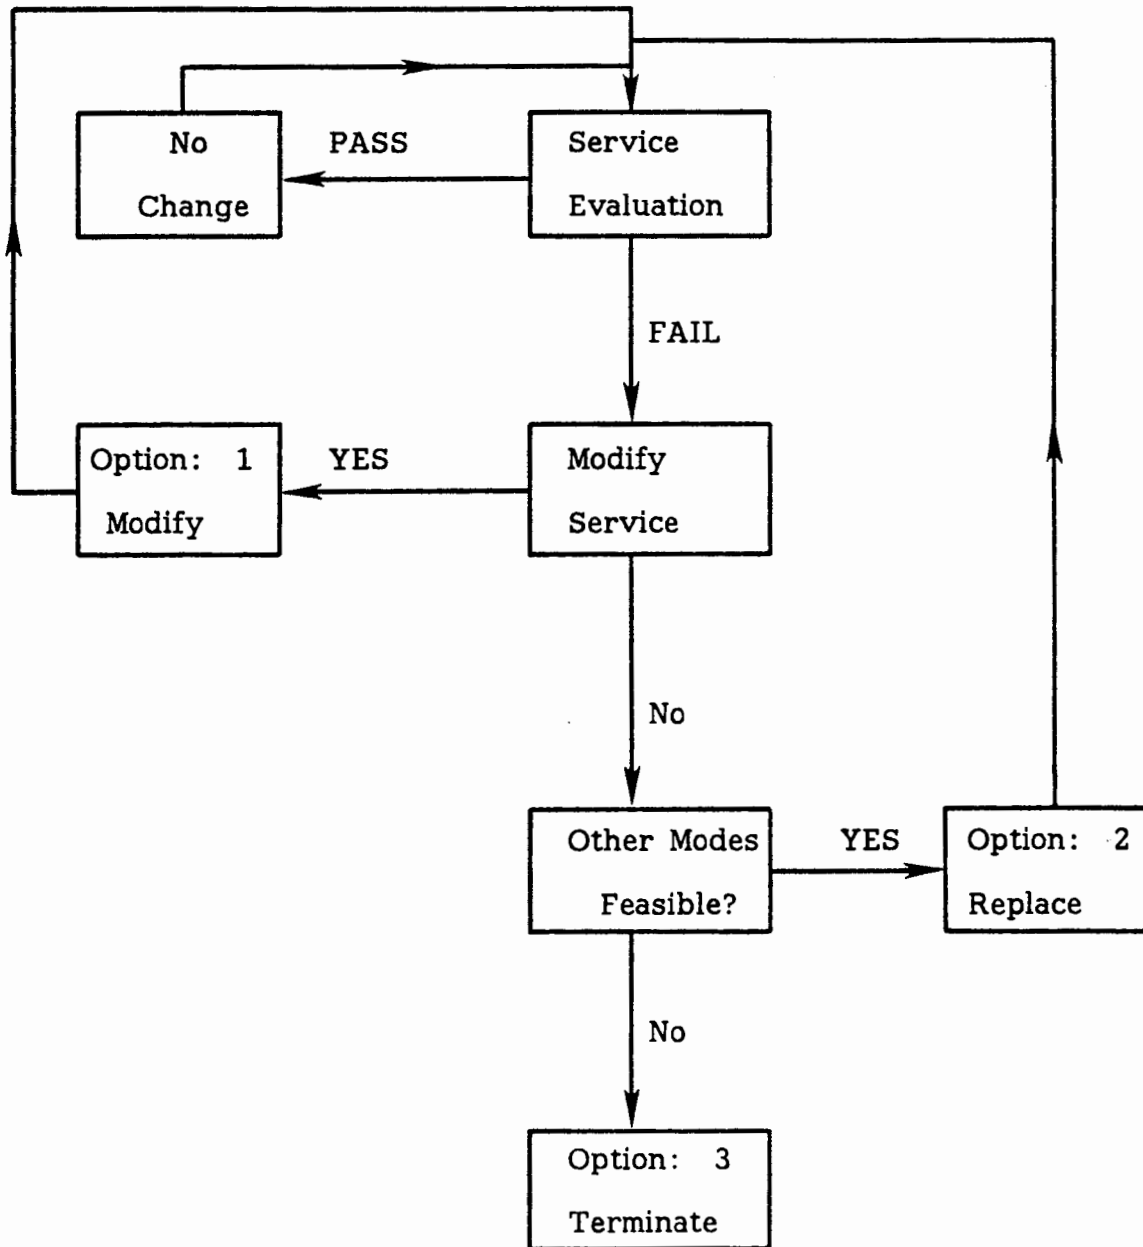 No
Change
PASS
Service
Evaluation
FAIL
Option: 1
Modify
YES
Modify
Service
No
Other Modes
Feasible?
YES
Option: 2
Replace
No
Option: 3
Terminate